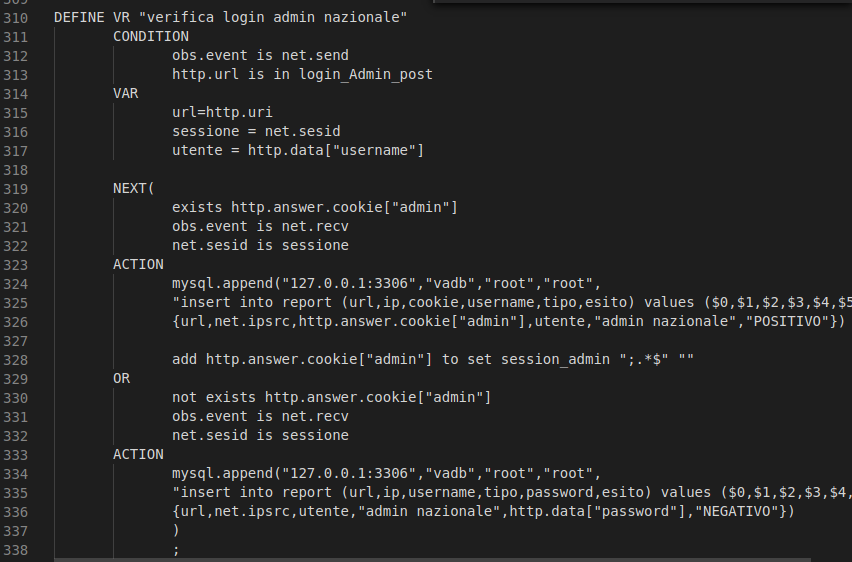 310 DEFINE VR "verifica login admin nazionale"
311 CONDITION
312 obs.event is net.send
313 http.url is in login_Admin_post
314 VAR
315 url=http.uri
316 sessione = net.sesid
317 utente = http.data["username"]
318
319 NEXT(
320 exists http.answer.cookie["admin"]
321 obs.event is net.recv
322 net.sesid is sessione
323 ACTION
324 mysql.append("127.0.0.1:3306","vadb","root","root",
325 "insert into report (url,ip,cookie,username,tipo,esito) values ($0,$1,$2,$3,$4,$5
326 {url,net.ipsrc,http.answer.cookie["admin"],utente,"admin nazionale","POSITIVO"})
327
328 add http.answer.cookie["admin"] to set session_admin ";.*$" ""
329 OR
330 not exists http.answer.cookie["admin"]
331 obs.event is net.recv
332 net.sesid is sessione
333 ACTION
334 mysql.append("127.0.0.1:3306","vadb","root","root",
335 "insert into report (url,ip,username,tipo,password,esito) values ($0,$1,$2,$3,$4,
336 {url,net.ipsrc,utente,"admin nazionale",http.data["password"],"NEGATIVO"})
337 )
338 ;